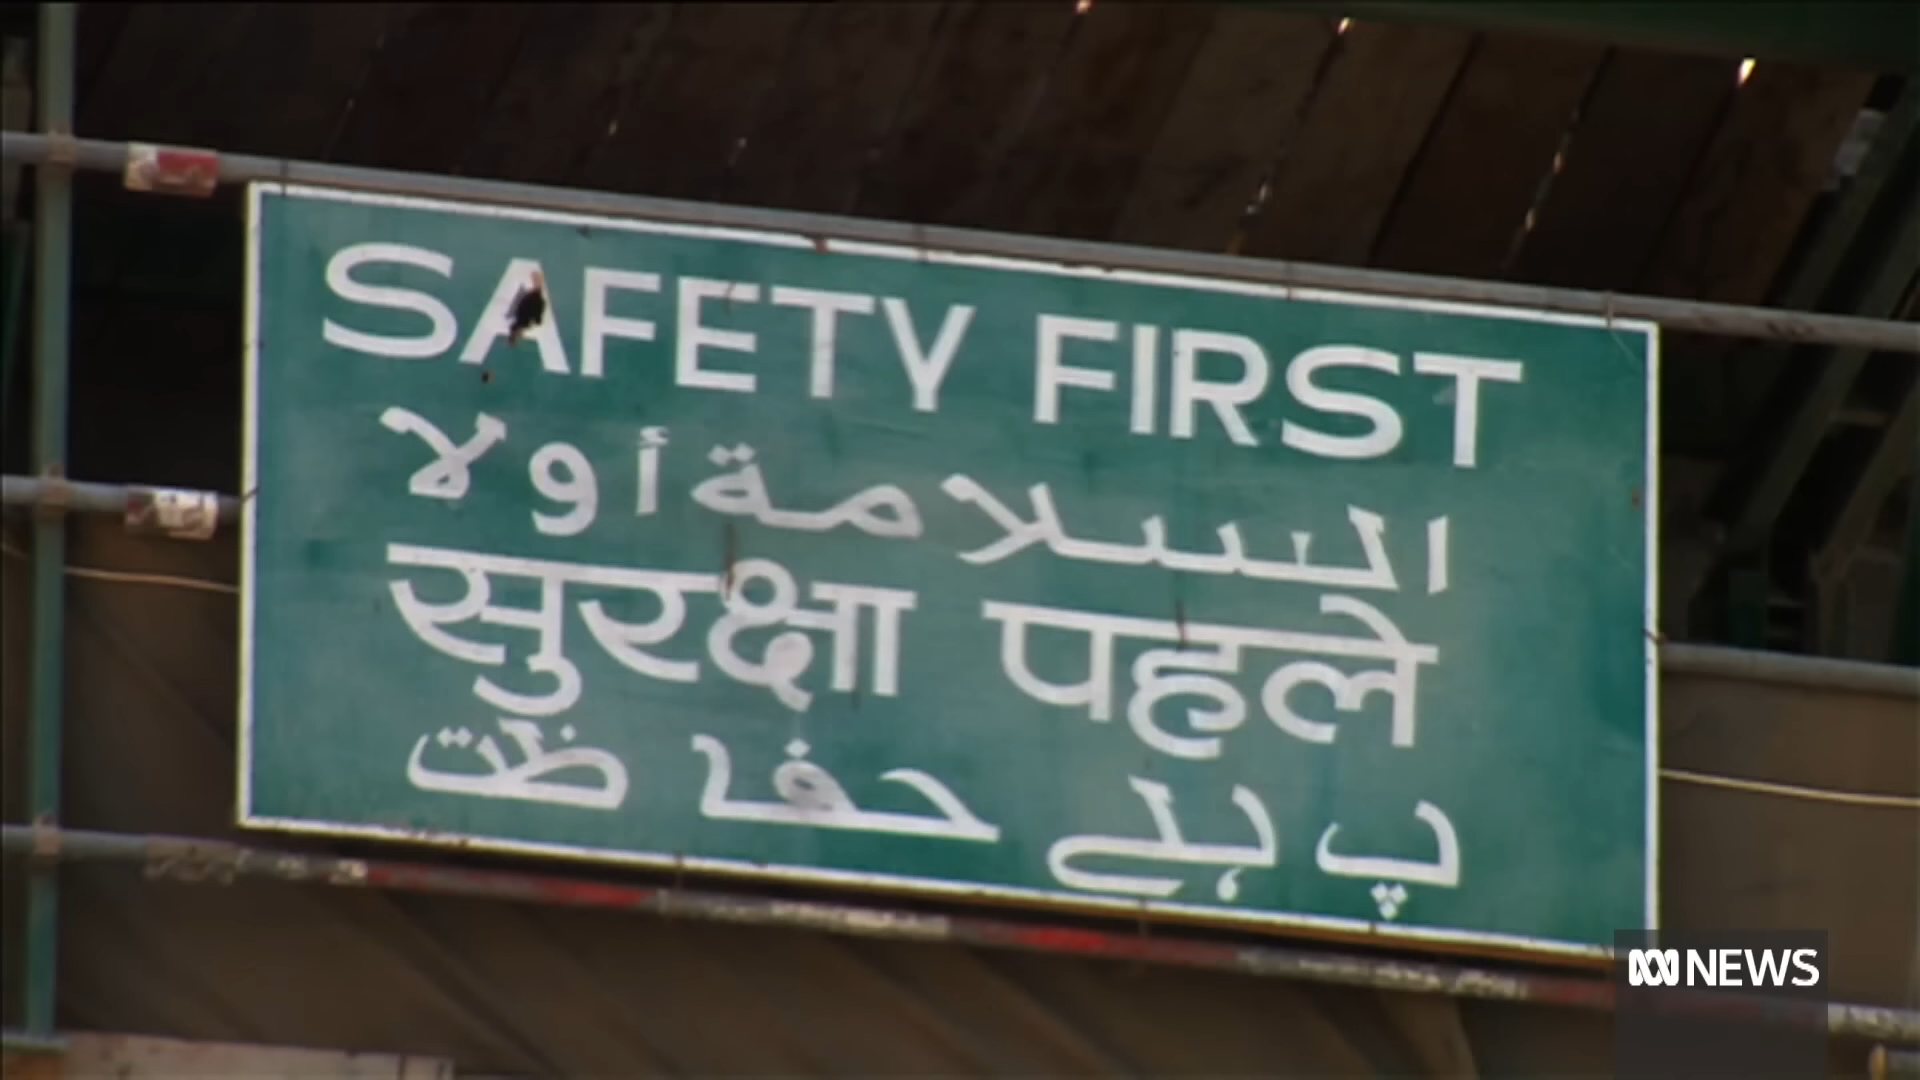 SAFETY FIRST
السلامة أولا
सुरक्षा पहले
پہلے حفاظت
NEWS